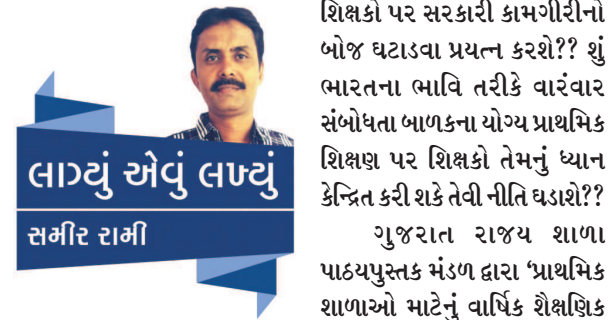 લાગ્યું એવું લખ્યું
સમીર રામી
શિક્ષકો પર સરકારી કામગીરીનો
બોજ ઘટાડવા પ્રયત્ન કરશે?? શું
ભારતના ભાવિ તરીકે વારંવાર
સંબોધતા બાળકના યોગ્ય પ્રાથમિક
શિક્ષણ પર શિક્ષકો તેમનું ધ્યાન
કેન્દ્રિત કરી શકે તેવી નીતિ ઘડાશે??
ગુજરાત રાજય શાળા
પાઠયપુસ્તક મંડળ દ્વારા ‘પ્રાથમિક
શાળાઓ માટેનું વાર્ષિક શૈક્ષણિક